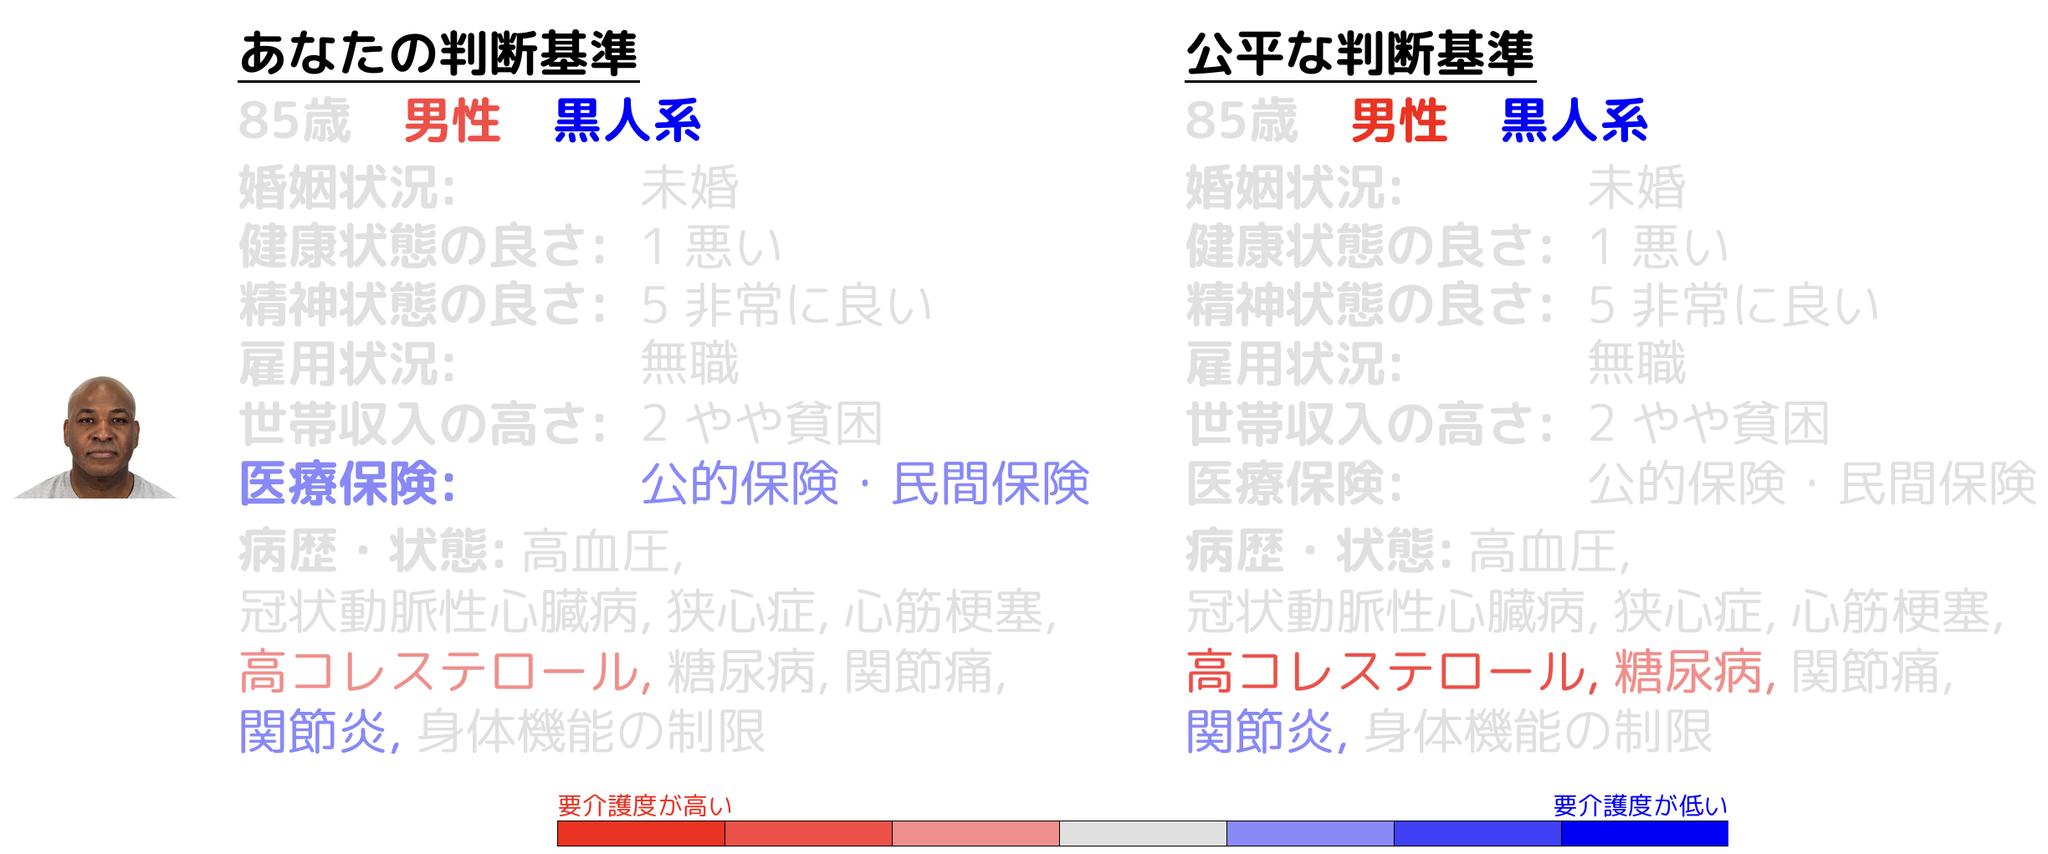 あなたの判断基準
85歳 男性 黒人系
婚姻状況: 未婚
健康状態の良さ: 1 悪い
精神状態の良さ: 5 非常に良い
雇用状況: 無職
世帯収入の高さ: 2 やや貧困
医療保険: 公的保険・民間保険
病歴・状態: 高血圧,
冠状動脈性心臓病, 狭心症, 心筋梗塞,
高コレステロール, 糖尿病, 関節痛,
関節炎, 身体機能の制限
公平な判断基準
85歳 男性 黒人系
婚姻状況: 未婚
健康状態の良さ: 1 悪い
精神状態の良さ: 5 非常に良い
雇用状況: 無職
世帯収入の高さ: 2 やや貧困
医療保険: 公的保険・民間保険
病歴・状態: 高血圧,
冠状動脈性心臓病, 狭心症, 心筋梗塞,
高コレステロール, 糖尿病, 関節痛,
関節炎, 身体機能の制限
要介護度が高い 要介護度が低い